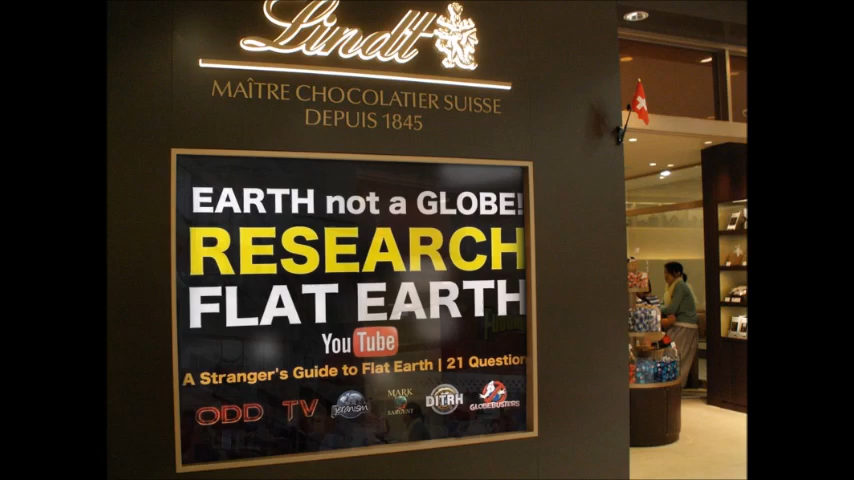 Lindt
MAÎTRE CHOCOLATIER SUISSE
DEPUIS 1845
EARTH not a GLOBE!
RESEARCH
FLAT EARTH
YouTube
A Stranger's Guide to Flat Earth | 21 Question
ODD TV jeranism MARK SARGENT DITRH GLOBEBUSTERS